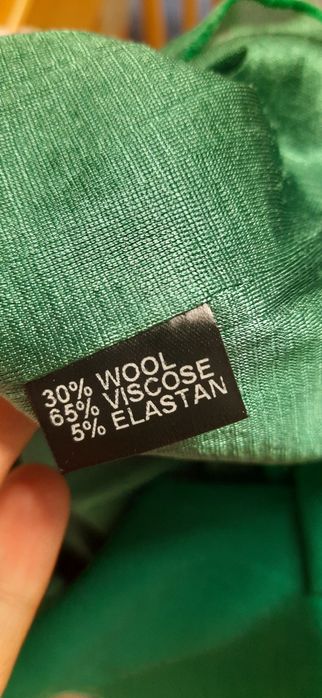 30% WOOL
65% VISCOSE
5% ELASTAN